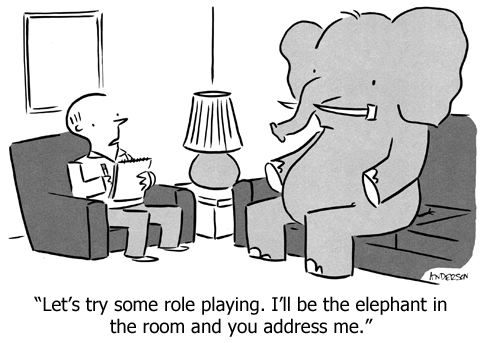 ANDERSON
“Let’s try some role playing. I’ll be the elephant in
the room and you address me.”